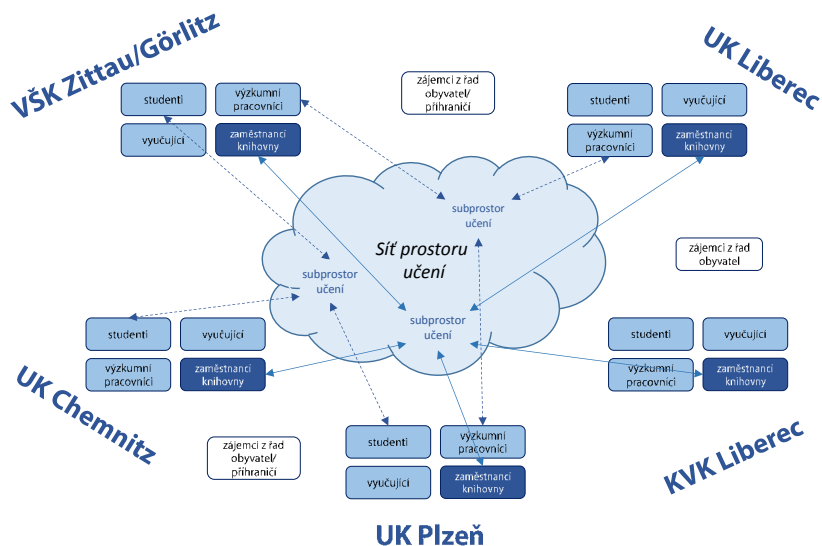 VŠK Zittau/Görlitz
studenti
výzkumní
pracovníci
vyučující
zaměstnanci
knihovny
zájemci z řad
obyvatel/
příhraničí
UK Liberec
studenti
vyučující
výzkumní
pracovníci
zaměstnanci
knihovny
subprostor
učení
Síť prostoru
učení
subprostor
učení
subprostor
učení
zájemci z řad
obyvatel
studenti
vyučující
výzkumní
pracovníci
zaměstnanci
knihovny
UK Chemnitz
studenti
vyučující
výzkumní
pracovníci
zaměstnanci
knihovny
KVK Liberec
zájemci z řad
obyvatel/
příhraničí
studenti
výzkumní
pracovníci
vyučující
zaměstnanci
knihovny
UK Plzeň